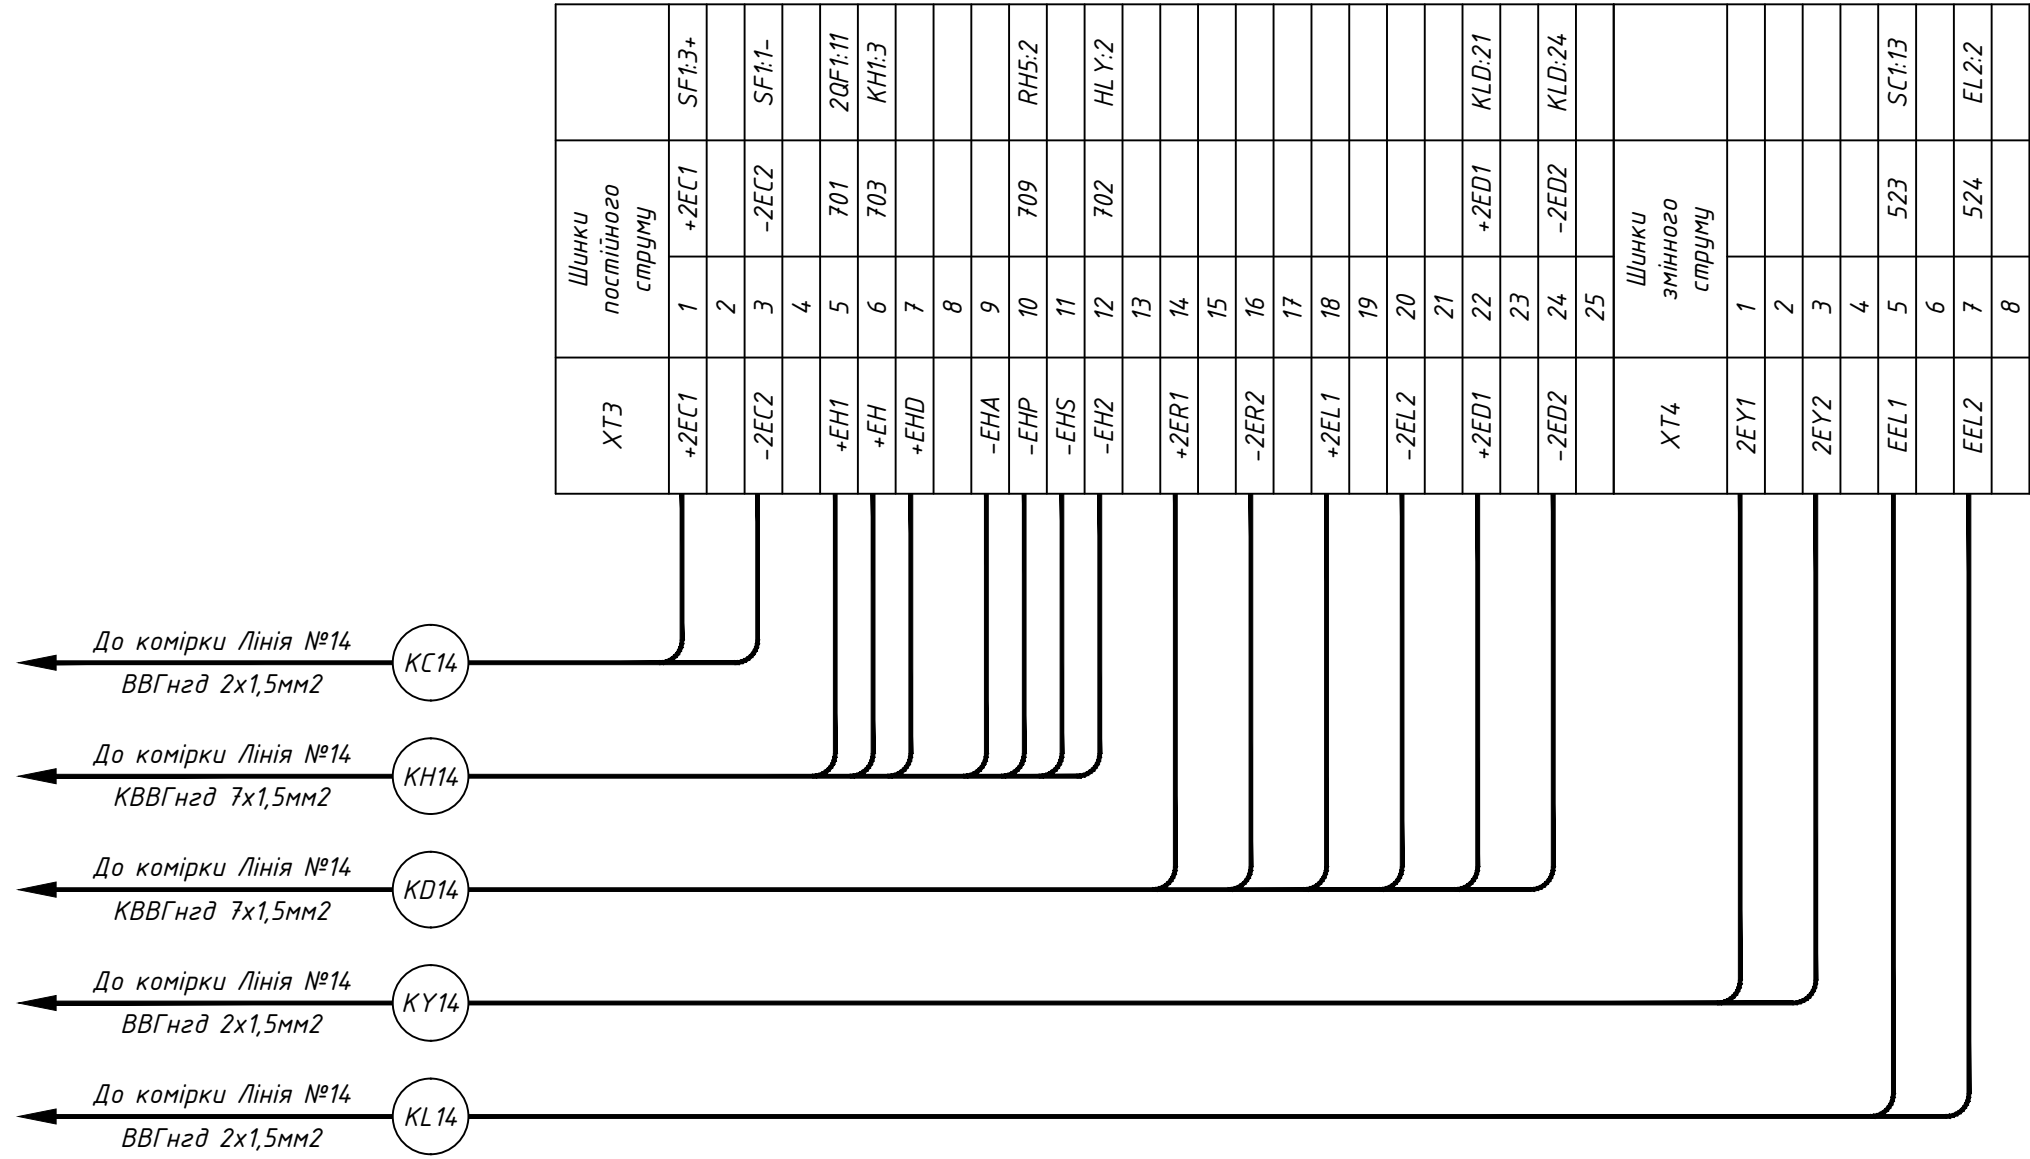 SF1:3+
SF1:1-
2QF1:11
KH1:3
RH5:2
HLY:2
KLD:21
KLD:24
SC1:13
EL2:2
Шинки
постійного
струму
+2EC1
-2EC2
701
703
709
702
+2ED1
-2ED2
Шинки
змінного
струму
523
524
1
2
3
4
5
6
7
8
9
10
11
12
13
14
15
16
17
18
19
20
21
22
23
24
25
1
2
3
4
5
6
7
8
XT3
+2EC1
-2EC2
+EH1
+EH
+EHD
-EHA
-EHP
-EHS
-EH2
+2ER1
-2ER2
+2EL1
-2EL2
+2ED1
-2ED2
XT4
2EY1
2EY2
EEL1
EEL2
До комірки Лінія №14
KC14
ВВГнгд 2х1,5мм2
До комірки Лінія №14
KH14
КВВГнгд 7х1,5мм2
До комірки Лінія №14
KD14
КВВГнгд 7х1,5мм2
До комірки Лінія №14
KY14
ВВГнгд 2х1,5мм2
До комірки Лінія №14
KL14
ВВГнгд 2х1,5мм2